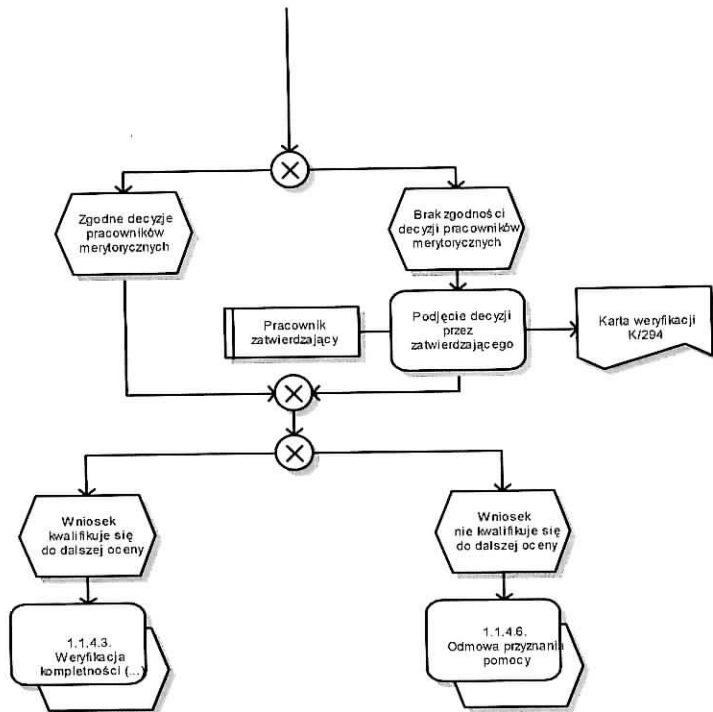 Zgodne decyzje
pracowników
merytorycznych
Brak zgodności
decyzji pracowników
merytorycznych
Pracownik
zatwierdzający
Podjęcie decyzji
przez
zatwierdzającego
Karta weryfikacji
K/294
Wniosek
kwalifikuje się
do dalszej oceny
Wniosek
nie kwalifikuje się
do dalszej oceny
1.1.4.3.
Weryfikacja
kompletności (...)
1.1.4.6.
Odmowa przyznania
pomocy